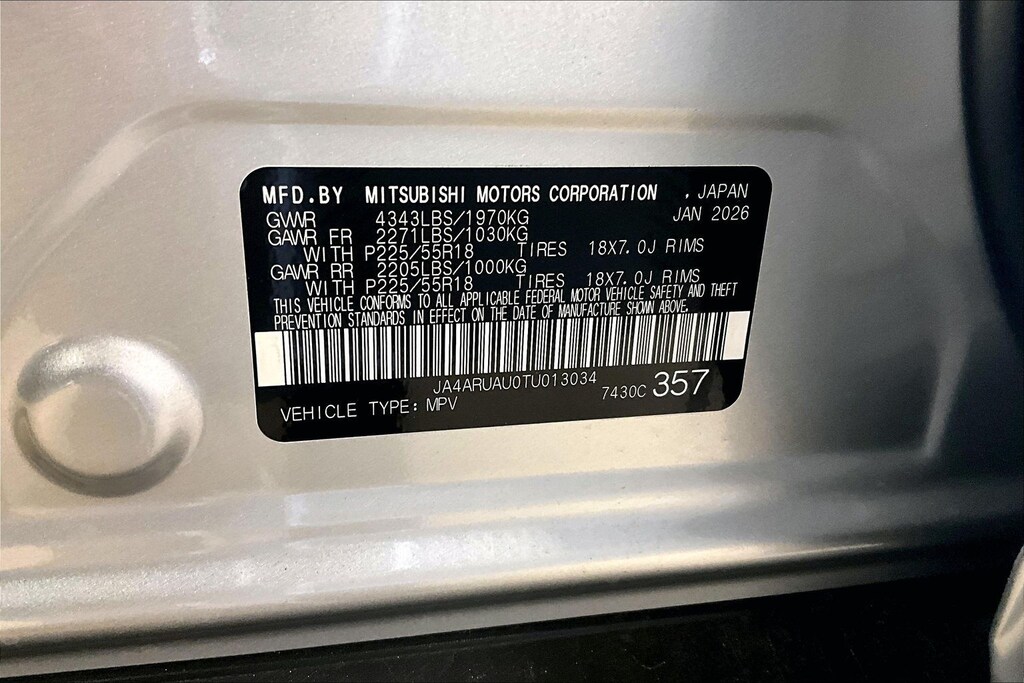 MFD.BY MITSUBISHI MOTORS CORPORATION , JAPAN
GVWR 4343LBS/1970KG JAN 2026
GAWR FR 2271LBS/1030KG
WITH P225/55R18 TIRES 18X7.0J RIMS
GAWR RR 2205LBS/1000KG
WITH P225/55R18 TIRES 18X7.0J RIMS
THIS VEHICLE CONFORMS TO ALL APPLICABLE FEDERAL MOTOR VEHICLE SAFETY AND THEFT
PREVENTION STANDARDS IN EFFECT ON THE DATE OF MANUFACTURE SHOWN ABOVE.
JA4ARUAU0TU013034
VEHICLE TYPE: MPV 7430C 357